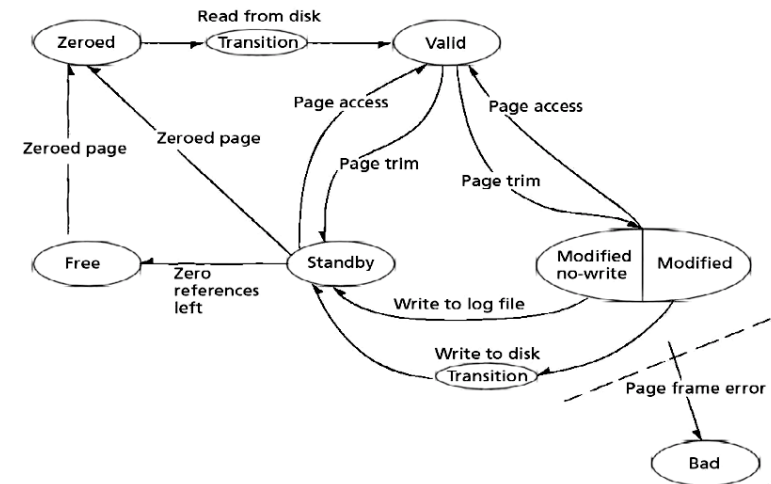 Read from disk
Zeroed
Transition
Valid
Page access
Page access
Zeroed page
Zeroed page
Page trim
Page trim
Free
Standby
Modified
no-write
Modified
Zero
references
left
Write to log file
Write to disk
Transition
Page frame error
Bad